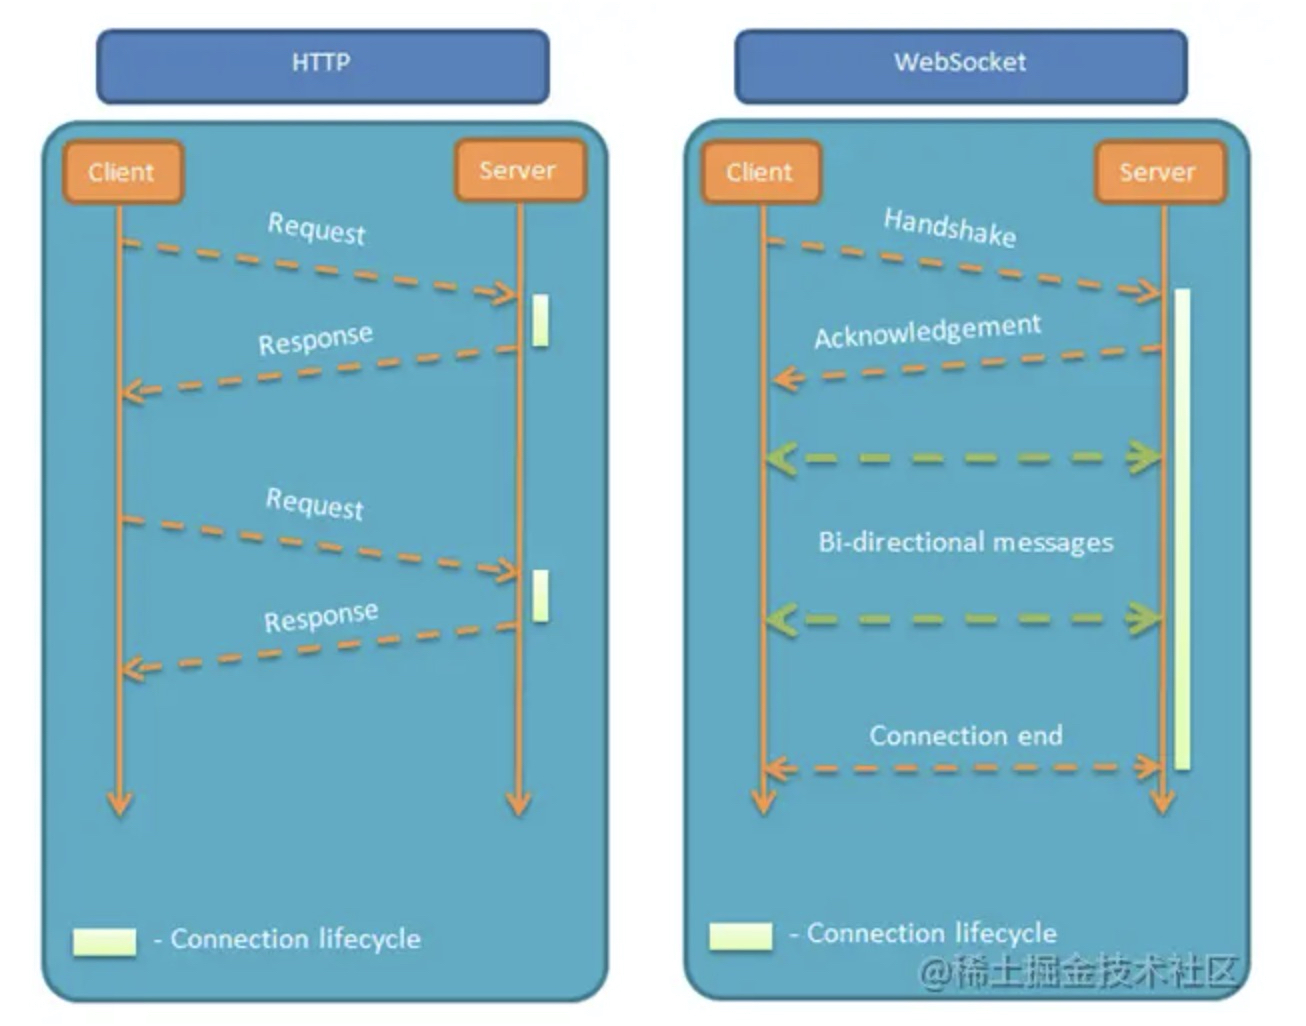 HTTP
Client
Server
Request
Response
Request
Response
- Connection lifecycle
WebSocket
Client
Server
Handshake
Acknowledgement
Bi-directional messages
Connection end
- Connection lifecycle
@稀土掘金技术社区